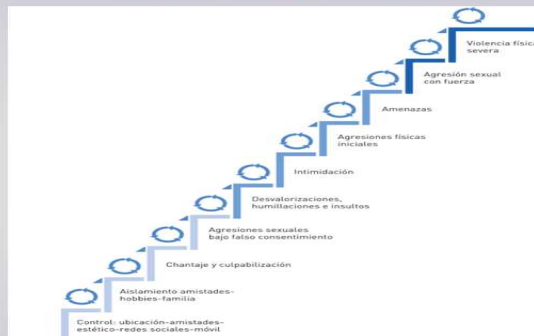 Violencia física
severa
Agresión sexual
con fuerza
Amenazas
Agresiones físicas
iniciales
Intimidación
Desvalorizaciones,
humillaciones e insultos
Agresiones sexuales
bajo falso consentimiento
Chantaje y culpabilización
Aislamiento amistades-
hobbies-familia
Control: ubicación-amistades-
estético-redes sociales-móvil